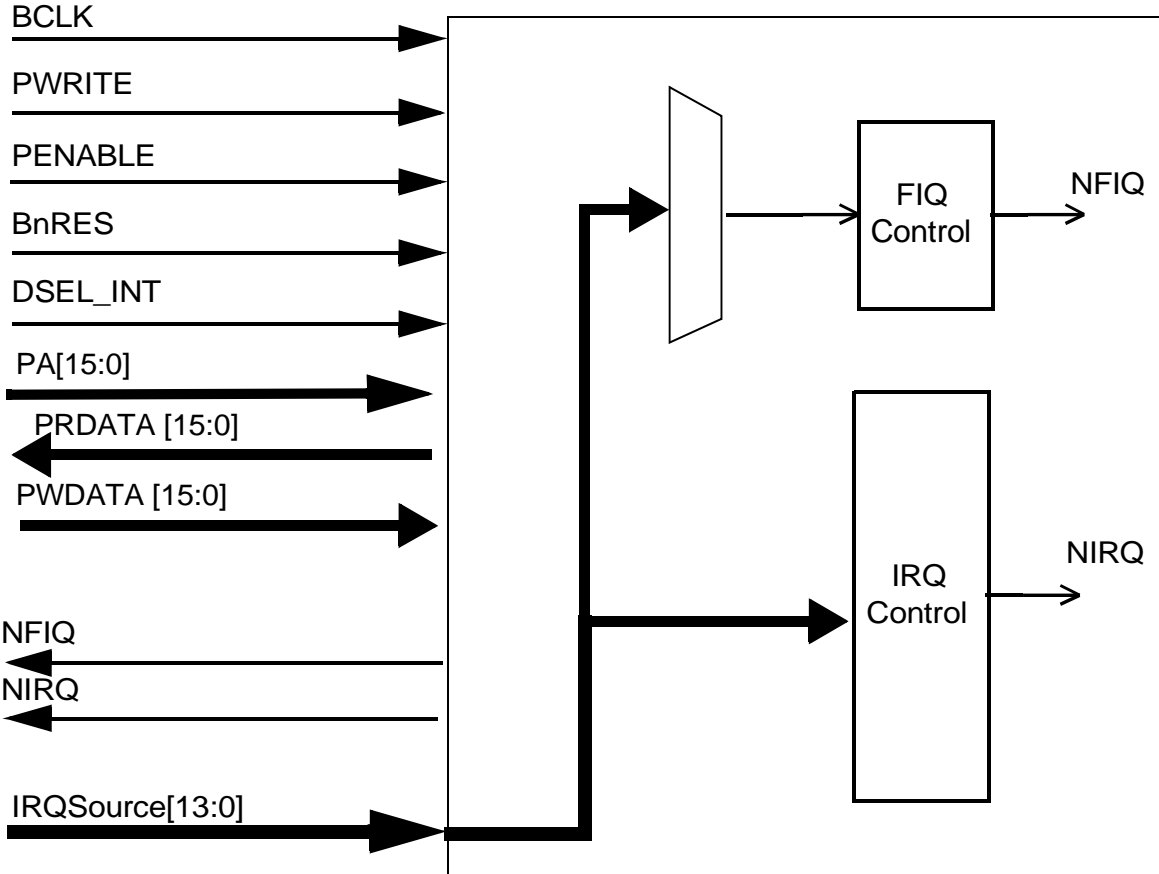 BCLK
PWRITE
PENABLE
BnRES
DSEL_INT
PA[15:0]
PRDATA [15:0]
PWDATA [15:0]
NFIQ
NIRQ
IRQSource[13:0]
FIQ
Control
NFIQ
IRQ
Control
NIRQ